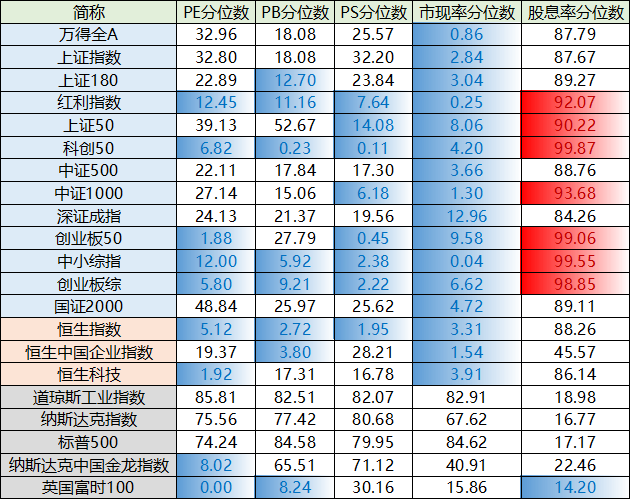 简称 PE分位数 PB分位数 PS分位数 市现率分位数 股息率分位数
万得全A 32.96 18.08 25.57 0.86 87.79
上证指数 32.80 18.08 32.20 2.84 87.67
上证180 22.89 12.70 23.84 3.04 89.27
红利指数 12.45 11.16 7.64 0.25 92.07
上证50 39.13 52.67 14.08 8.06 90.22
科创50 6.82 0.23 0.11 4.20 99.87
中证500 22.11 17.84 17.30 3.66 88.76
中证1000 27.14 15.06 6.18 1.30 93.68
深证成指 24.13 21.37 19.56 12.96 84.26
创业板50 1.88 27.79 0.45 9.58 99.06
中小综指 12.00 5.92 2.38 0.04 99.55
创业板综 5.80 9.21 2.22 6.62 98.85
国证2000 48.84 25.97 25.62 4.72 89.11
恒生指数 5.12 2.72 1.95 3.31 88.26
恒生中国企业指数 19.37 3.80 28.21 1.54 45.57
恒生科技 1.92 17.31 16.78 3.91 86.14
道琼斯工业指数 85.81 82.51 82.07 82.91 18.98
纳斯达克指数 75.56 77.42 80.68 67.62 16.77
标普500 74.24 84.58 79.95 84.62 17.17
纳斯达克中国金龙指数 8.02 65.51 71.12 40.91 22.46
英国富时100 0.00 8.24 30.16 15.86 14.20